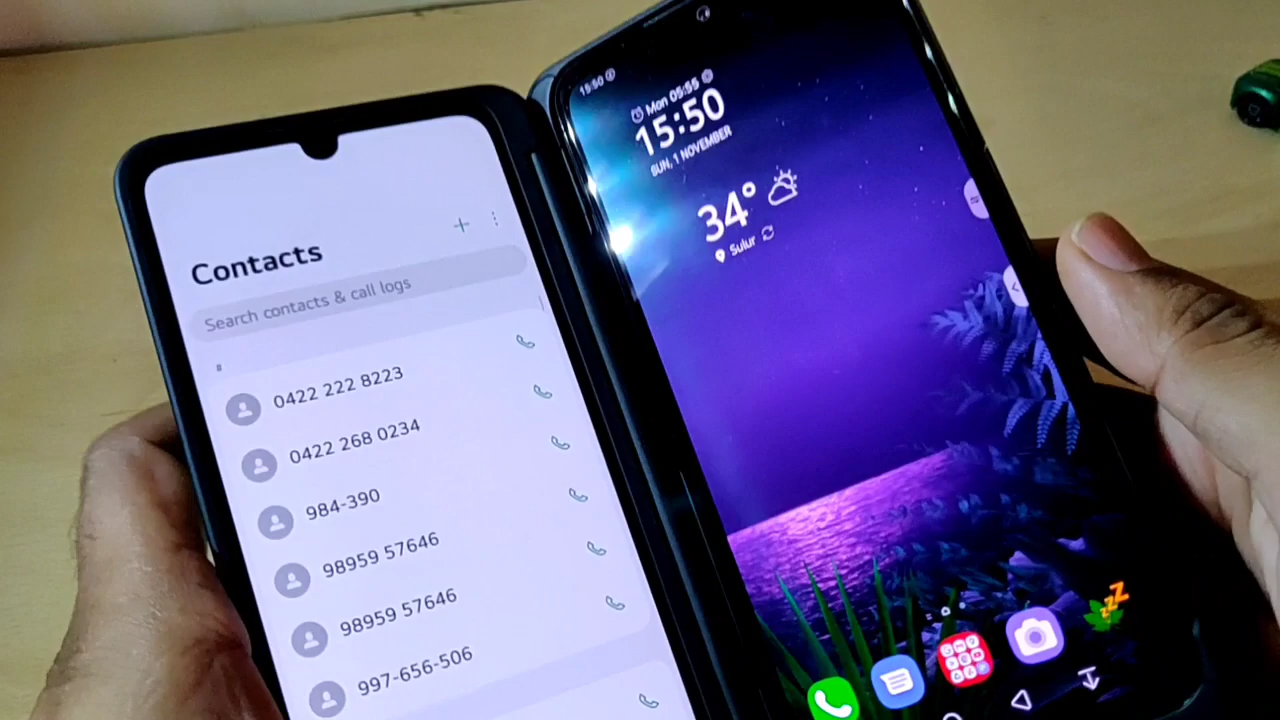 Contacts
Search contacts & call logs
#
0422 222 8223
0422 268 0234
984-390
98959 57646
98959 57646
997-656-506
15:50
Mon 05:55
15:50
SUN, 1 NOVEMBER
34°
Sulur
zzZ